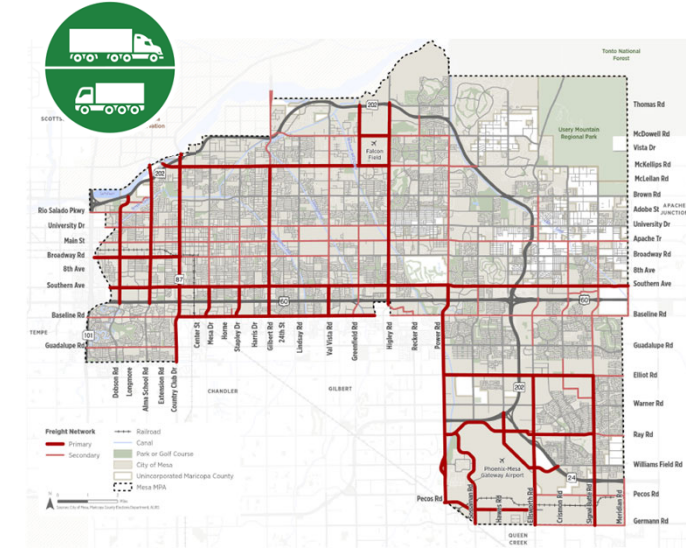 Tonto National
Forest
SCOTTS
202
Thomas Rd
Usery Mountain
Regional Park
McDowell Rd
Vista Dr
Falcon
Field
McKellips Rd
McLellan Rd
202
Brown Rd
Rio Salado Pkwy
Adobe St
APACHE
JUNCTION
University Dr
University Dr
Main St
Apache Tr
Broadway Rd
Broadway Rd
8th Ave
8th Ave
87
Southern Ave
Southern Ave
60
60
Baseline Rd
Baseline Rd
TEMPE
101
Guadalupe Rd
Guadalupe Rd
Dobson Rd
Longmore
Alma School Rd
Extension Rd
Country Club Dr
Center St
Mesa Dr
Horne
Stapley Dr
Harris Dr
Gilbert Rd
24th St
Lindsay Rd
Val Vista Rd
Greenfield Rd
Higley Rd
Recker Rd
Power Rd
Elliot Rd
202
CHANDLER
GILBERT
Warner Rd
Ray Rd
Williams Field Rd
Phoenix-Mesa
Gateway Airport
24
Pecos Rd
Pecos Rd
Sossaman Rd
Hawes Rd
Ellsworth Rd
Crismon Rd
Signal Butte Rd
Meridian Rd
Germann Rd
QUEEN
CREEK
Freight Network
Primary
Secondary
Railroad
Canal
Park or Golf Course
City of Mesa
Unincorporated Maricopa County
Mesa MPA